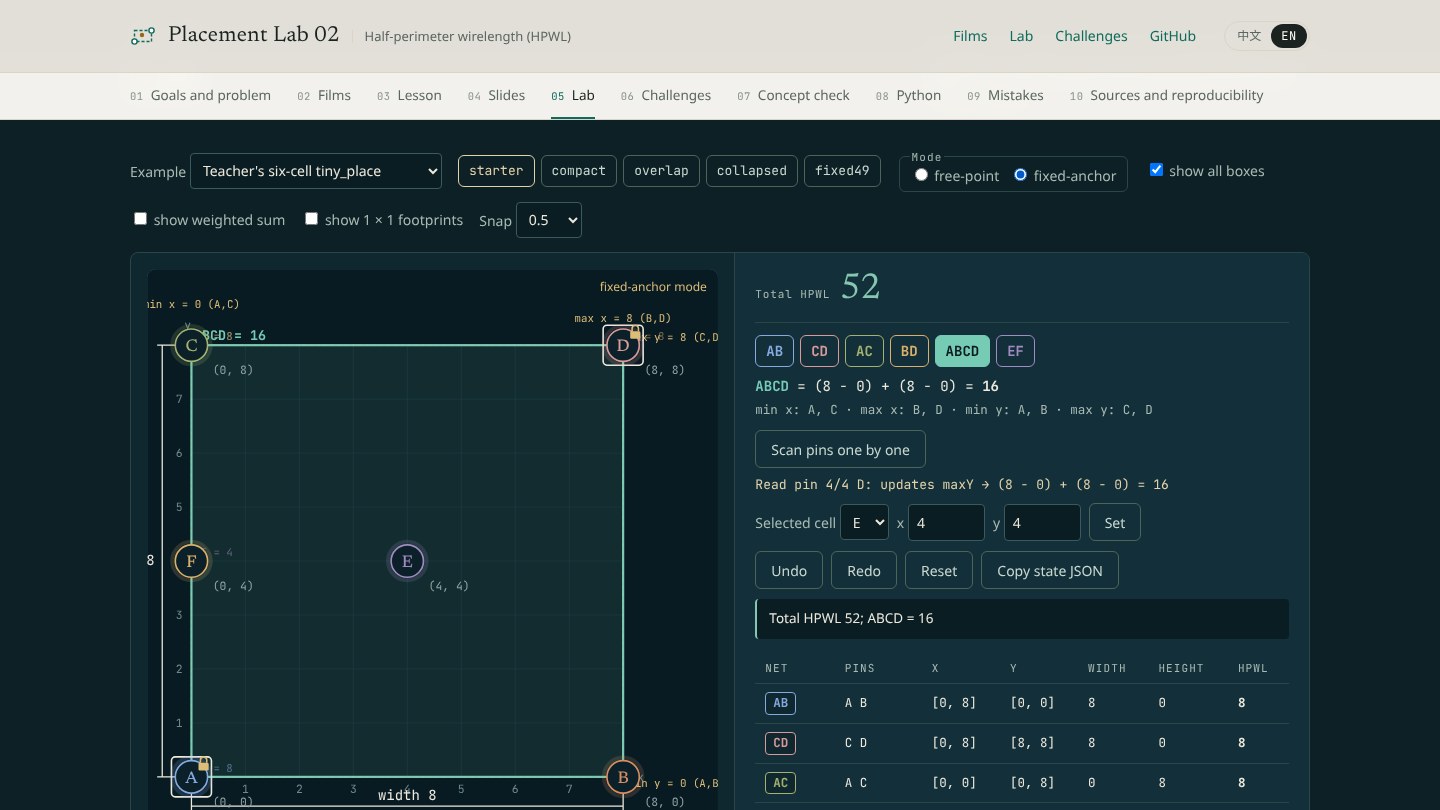 Placement Lab 02
Half-perimeter wirelength (HPWL)
Films Lab Challenges GitHub 中文 EN
01 Goals and problem 02 Films 03 Lesson 04 Slides 05 Lab 06 Challenges 07 Concept check 08 Python 09 Mistakes 10 Sources and reproducibility
Example Teacher's six-cell tiny_place starter compact overlap collapsed fixed49 Mode free-point fixed-anchor show all boxes
show weighted sum show 1 × 1 footprints Snap 0.5
fixed-anchor mode
min x = 0 (A,C)
max x = 8 (B,D)
= 16
y = 8 (C,D
C D
(0, 8) (8, 8)
7
6
5
8 F = 4 E
(0, 4) (4, 4)
3
2
1
A = 8 B y = 0 (A,B
(0, 0) 1 2 3 width 8 5 6 7 (8, 0)
Total HPWL 52
AB CD AC BD ABCD EF
ABCD = (8 - 0) + (8 - 0) = 16
min x: A, C · max x: B, D · min y: A, B · max y: C, D
Scan pins one by one
Read pin 4/4 D: updates maxY → (8 - 0) + (8 - 0) = 16
Selected cell E x 4 y 4 Set
Undo Redo Reset Copy state JSON
Total HPWL 52; ABCD = 16
NET PINS X Y WIDTH HEIGHT HPWL
AB A B [0, 8] [0, 0] 8 0 8
CD C D [0, 8] [8, 8] 8 0 8
AC A C [0, 0] [0, 8] 0 8 8